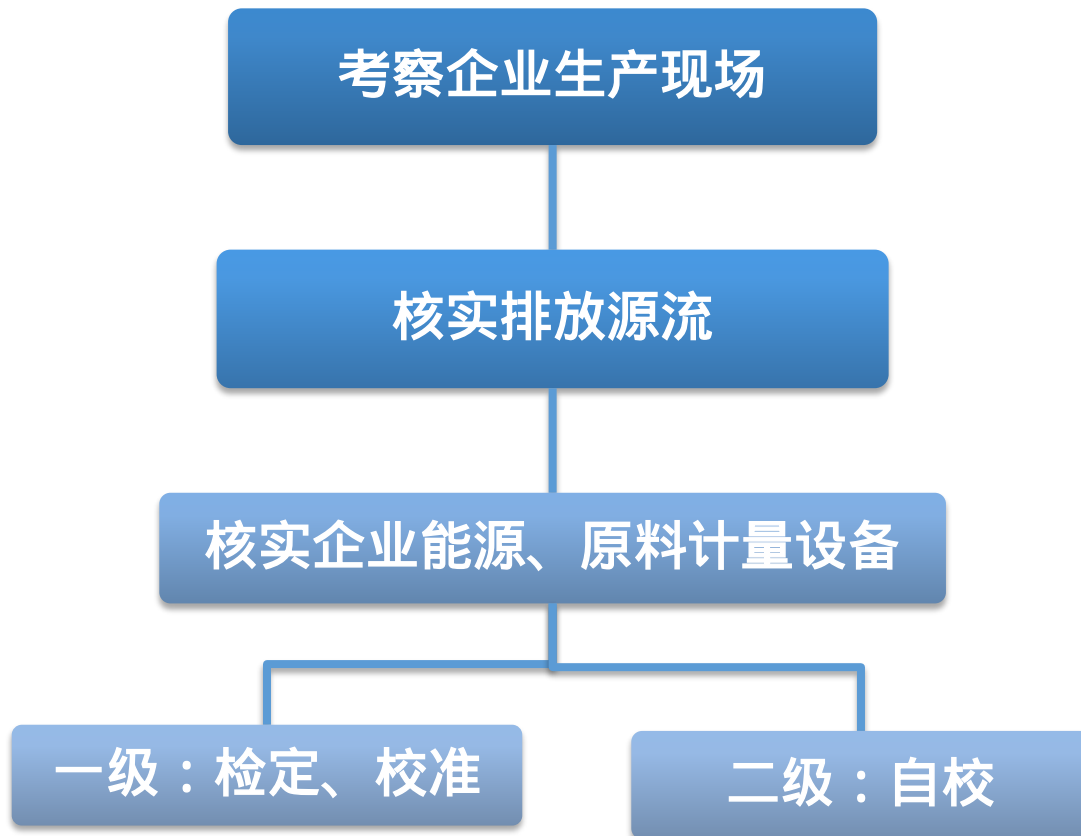 考察企业生产现场
核实排放源流
核实企业能源、原料计量设备
一级：检定、校准
二级：自校